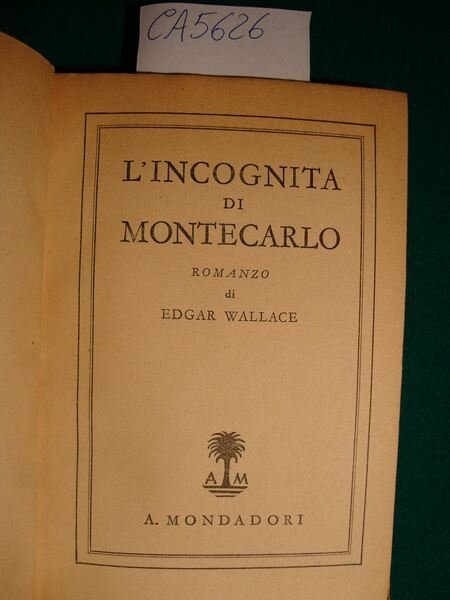 CA5626
L'INCOGNITA
DI
MONTECARLO
ROMANZO
di
EDGAR WALLACE
A M
A. MONDADORI